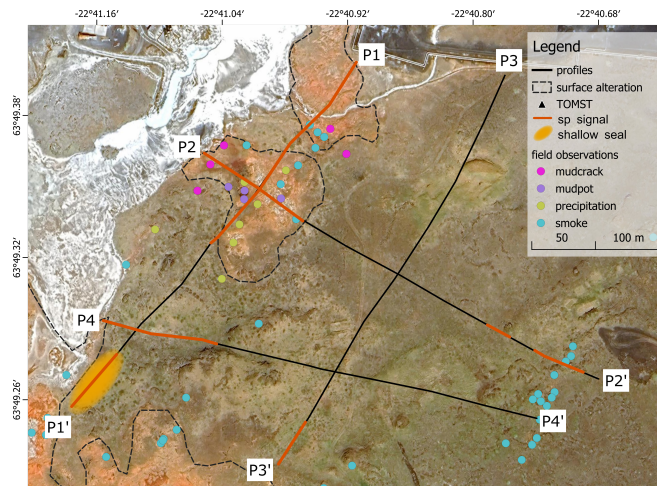 -22°41.16' -22°41.04' -22°40.92' -22°40.80' -22°40.68'
63°49.38'
63°49.32'
63°49.26'
P1
P3
P2
P4
P2'
P4'
P1'
P3'
Legend
profiles
surface alteration
TOMST
sp signal
shallow seal
field observations
mudcrack
mudpot
precipitation
smoke
50 100 m